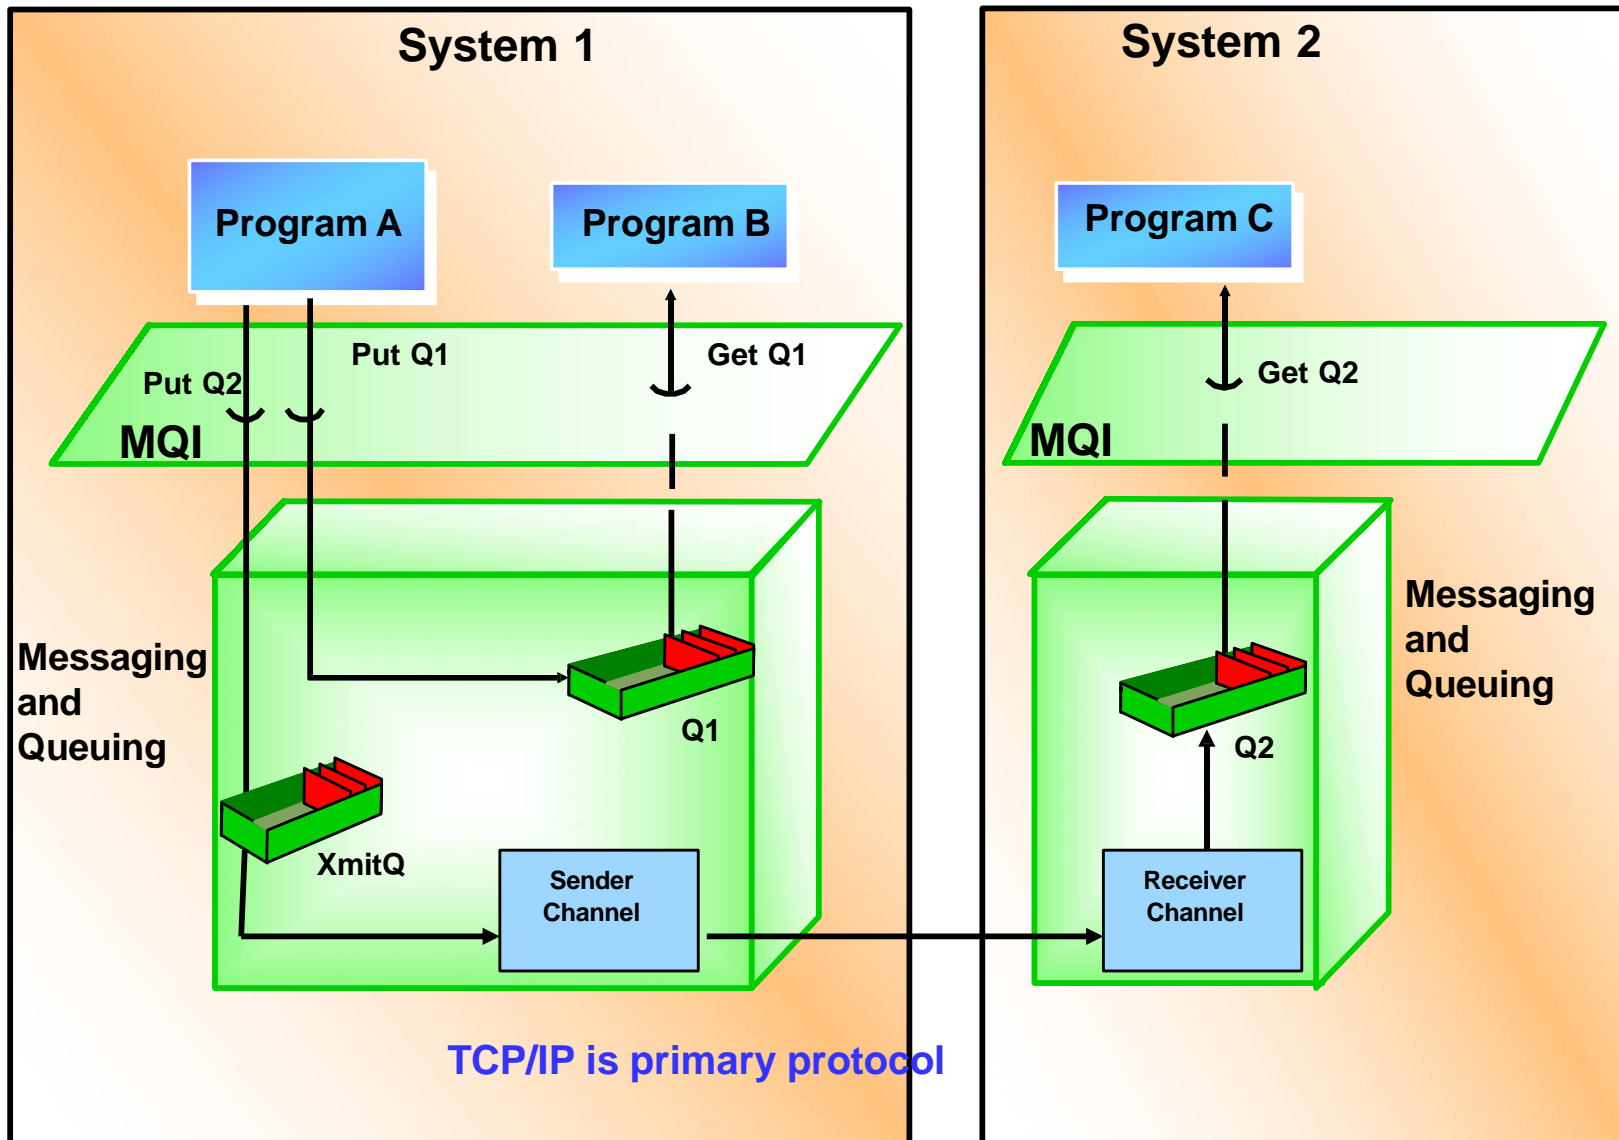 System 1
Program A
Program B
Put Q1
Get Q1
Put Q2
MQI
Messaging
and
Queuing
Q1
XmitQ
Sender
Channel
TCP/IP is primary protocol
System 2
Program C
Get Q2
MQI
Messaging
and
Queuing
Q2
Receiver
Channel